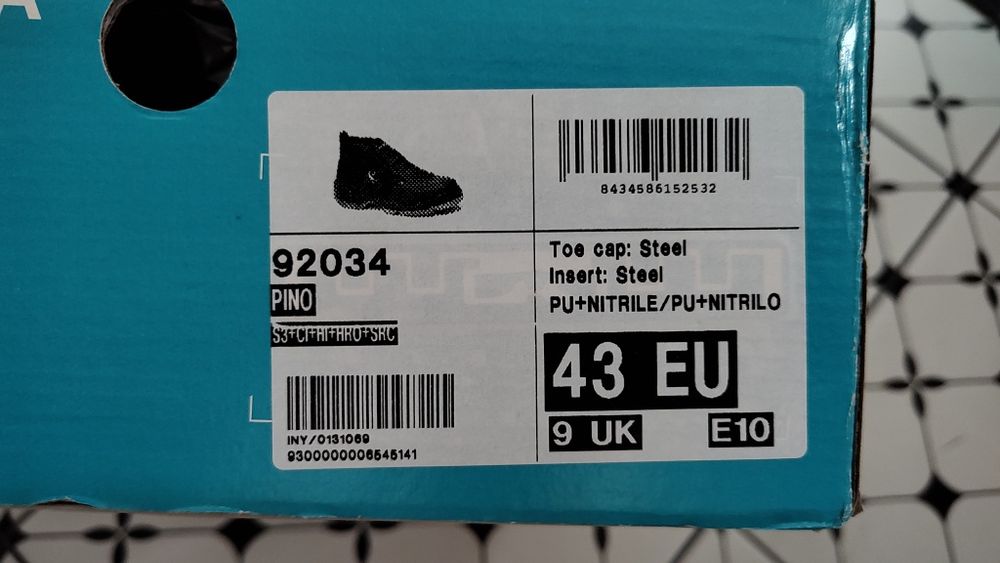 A
8434586152532
92034
PINO
S3+CI+HI+HRO+SRC
Toe cap: Steel
Insert: Steel
PU+NITRILE/PU+NITRILO
43 EU
9 UK
E10
INY/0131069
9300000006545141